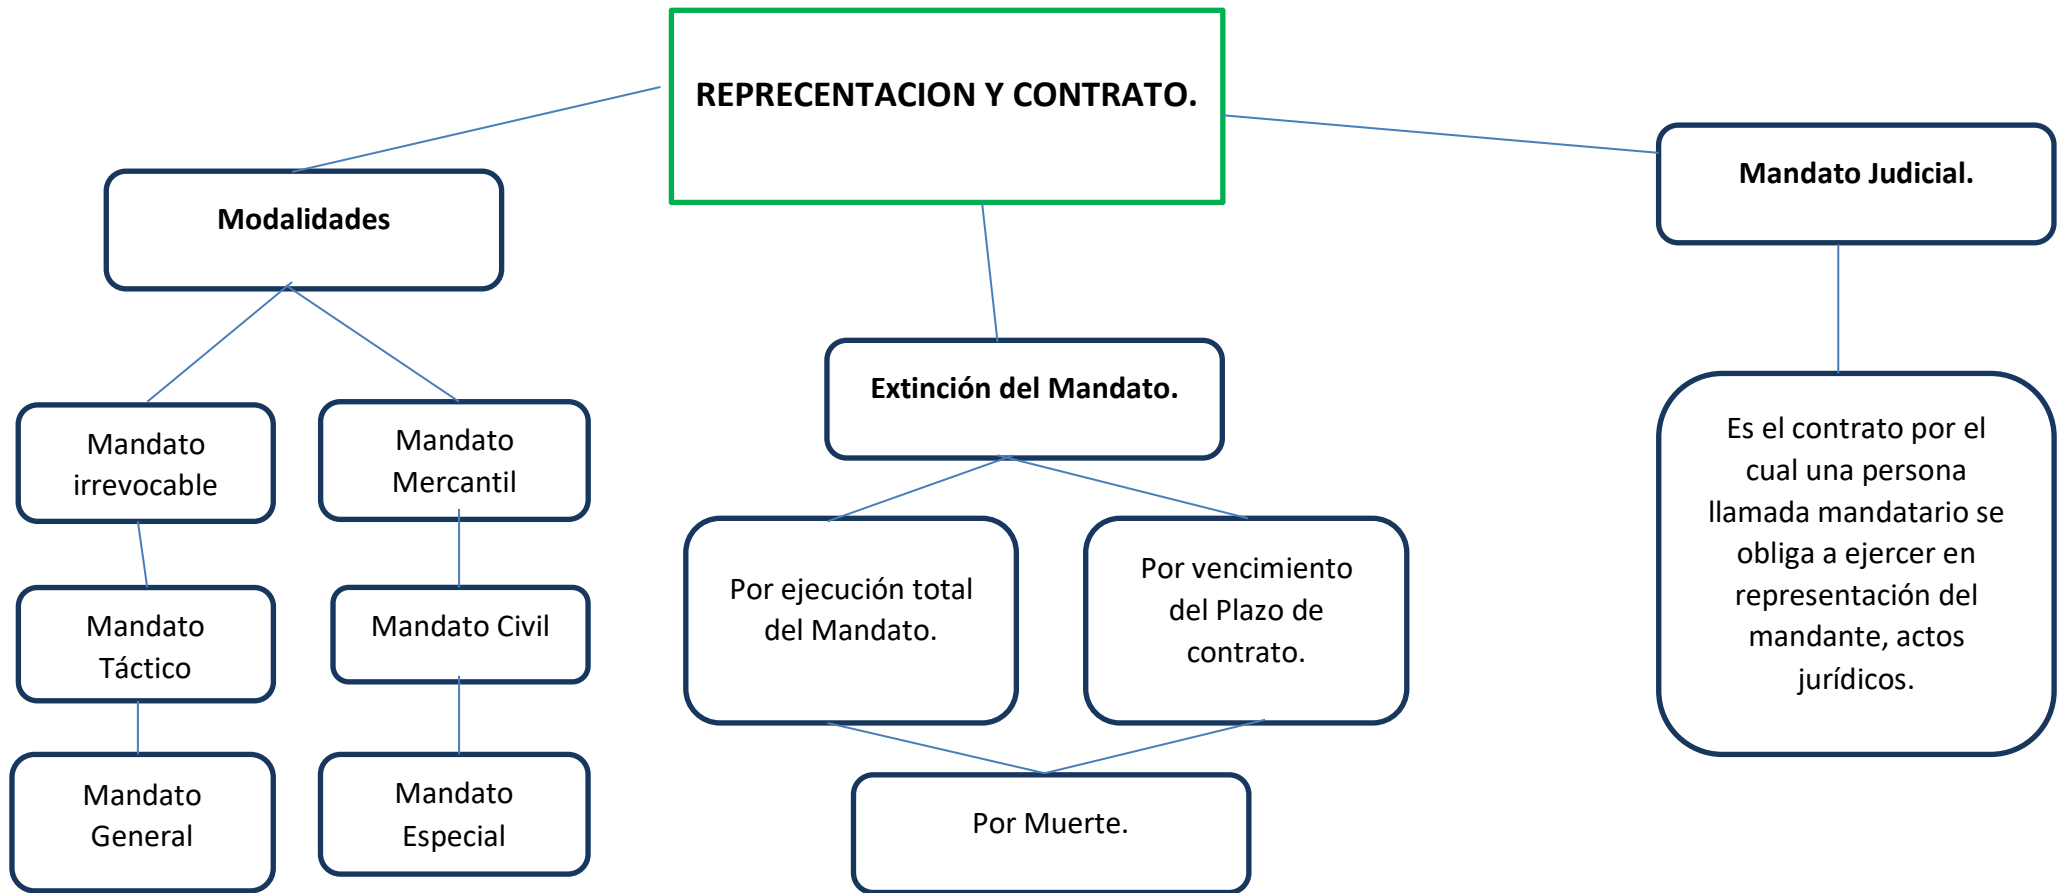 REPRECENTACION Y CONTRATO.
Modalidades
Mandato
irrevocable
Mandato
Táctico
Mandato
General
Mandato
Mercantil
Mandato Civil
Mandato
Especial
Extinción del Mandato.
Por ejecución total
del Mandato.
Por vencimiento
del Plazo de
contrato.
Por Muerte.
Mandato Judicial.
Es el contrato por el
cual una persona
llamada mandatario se
obliga a ejercer en
representación del
mandante, actos
jurídicos.